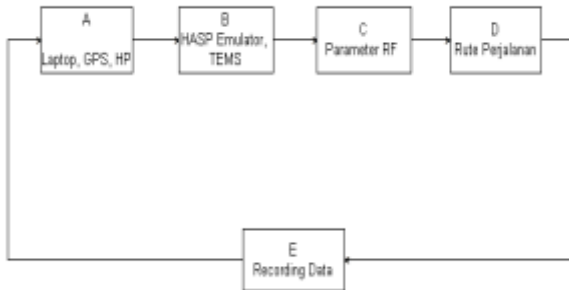 A
Laptop, GPS, HP
B
HASP Emulator,
TEMS
C
Parameter RF
D
Rute Perjalanan
E
Recording Data